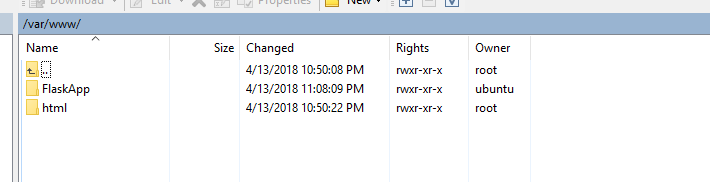 Download Edit Properties New
/var/www/
Name Size Changed Rights Owner
.. 4/13/2018 10:50:08 PM rwxr-xr-x root
FlaskApp 4/13/2018 11:08:09 PM rwxr-xr-x ubuntu
html 4/13/2018 10:50:22 PM rwxr-xr-x root